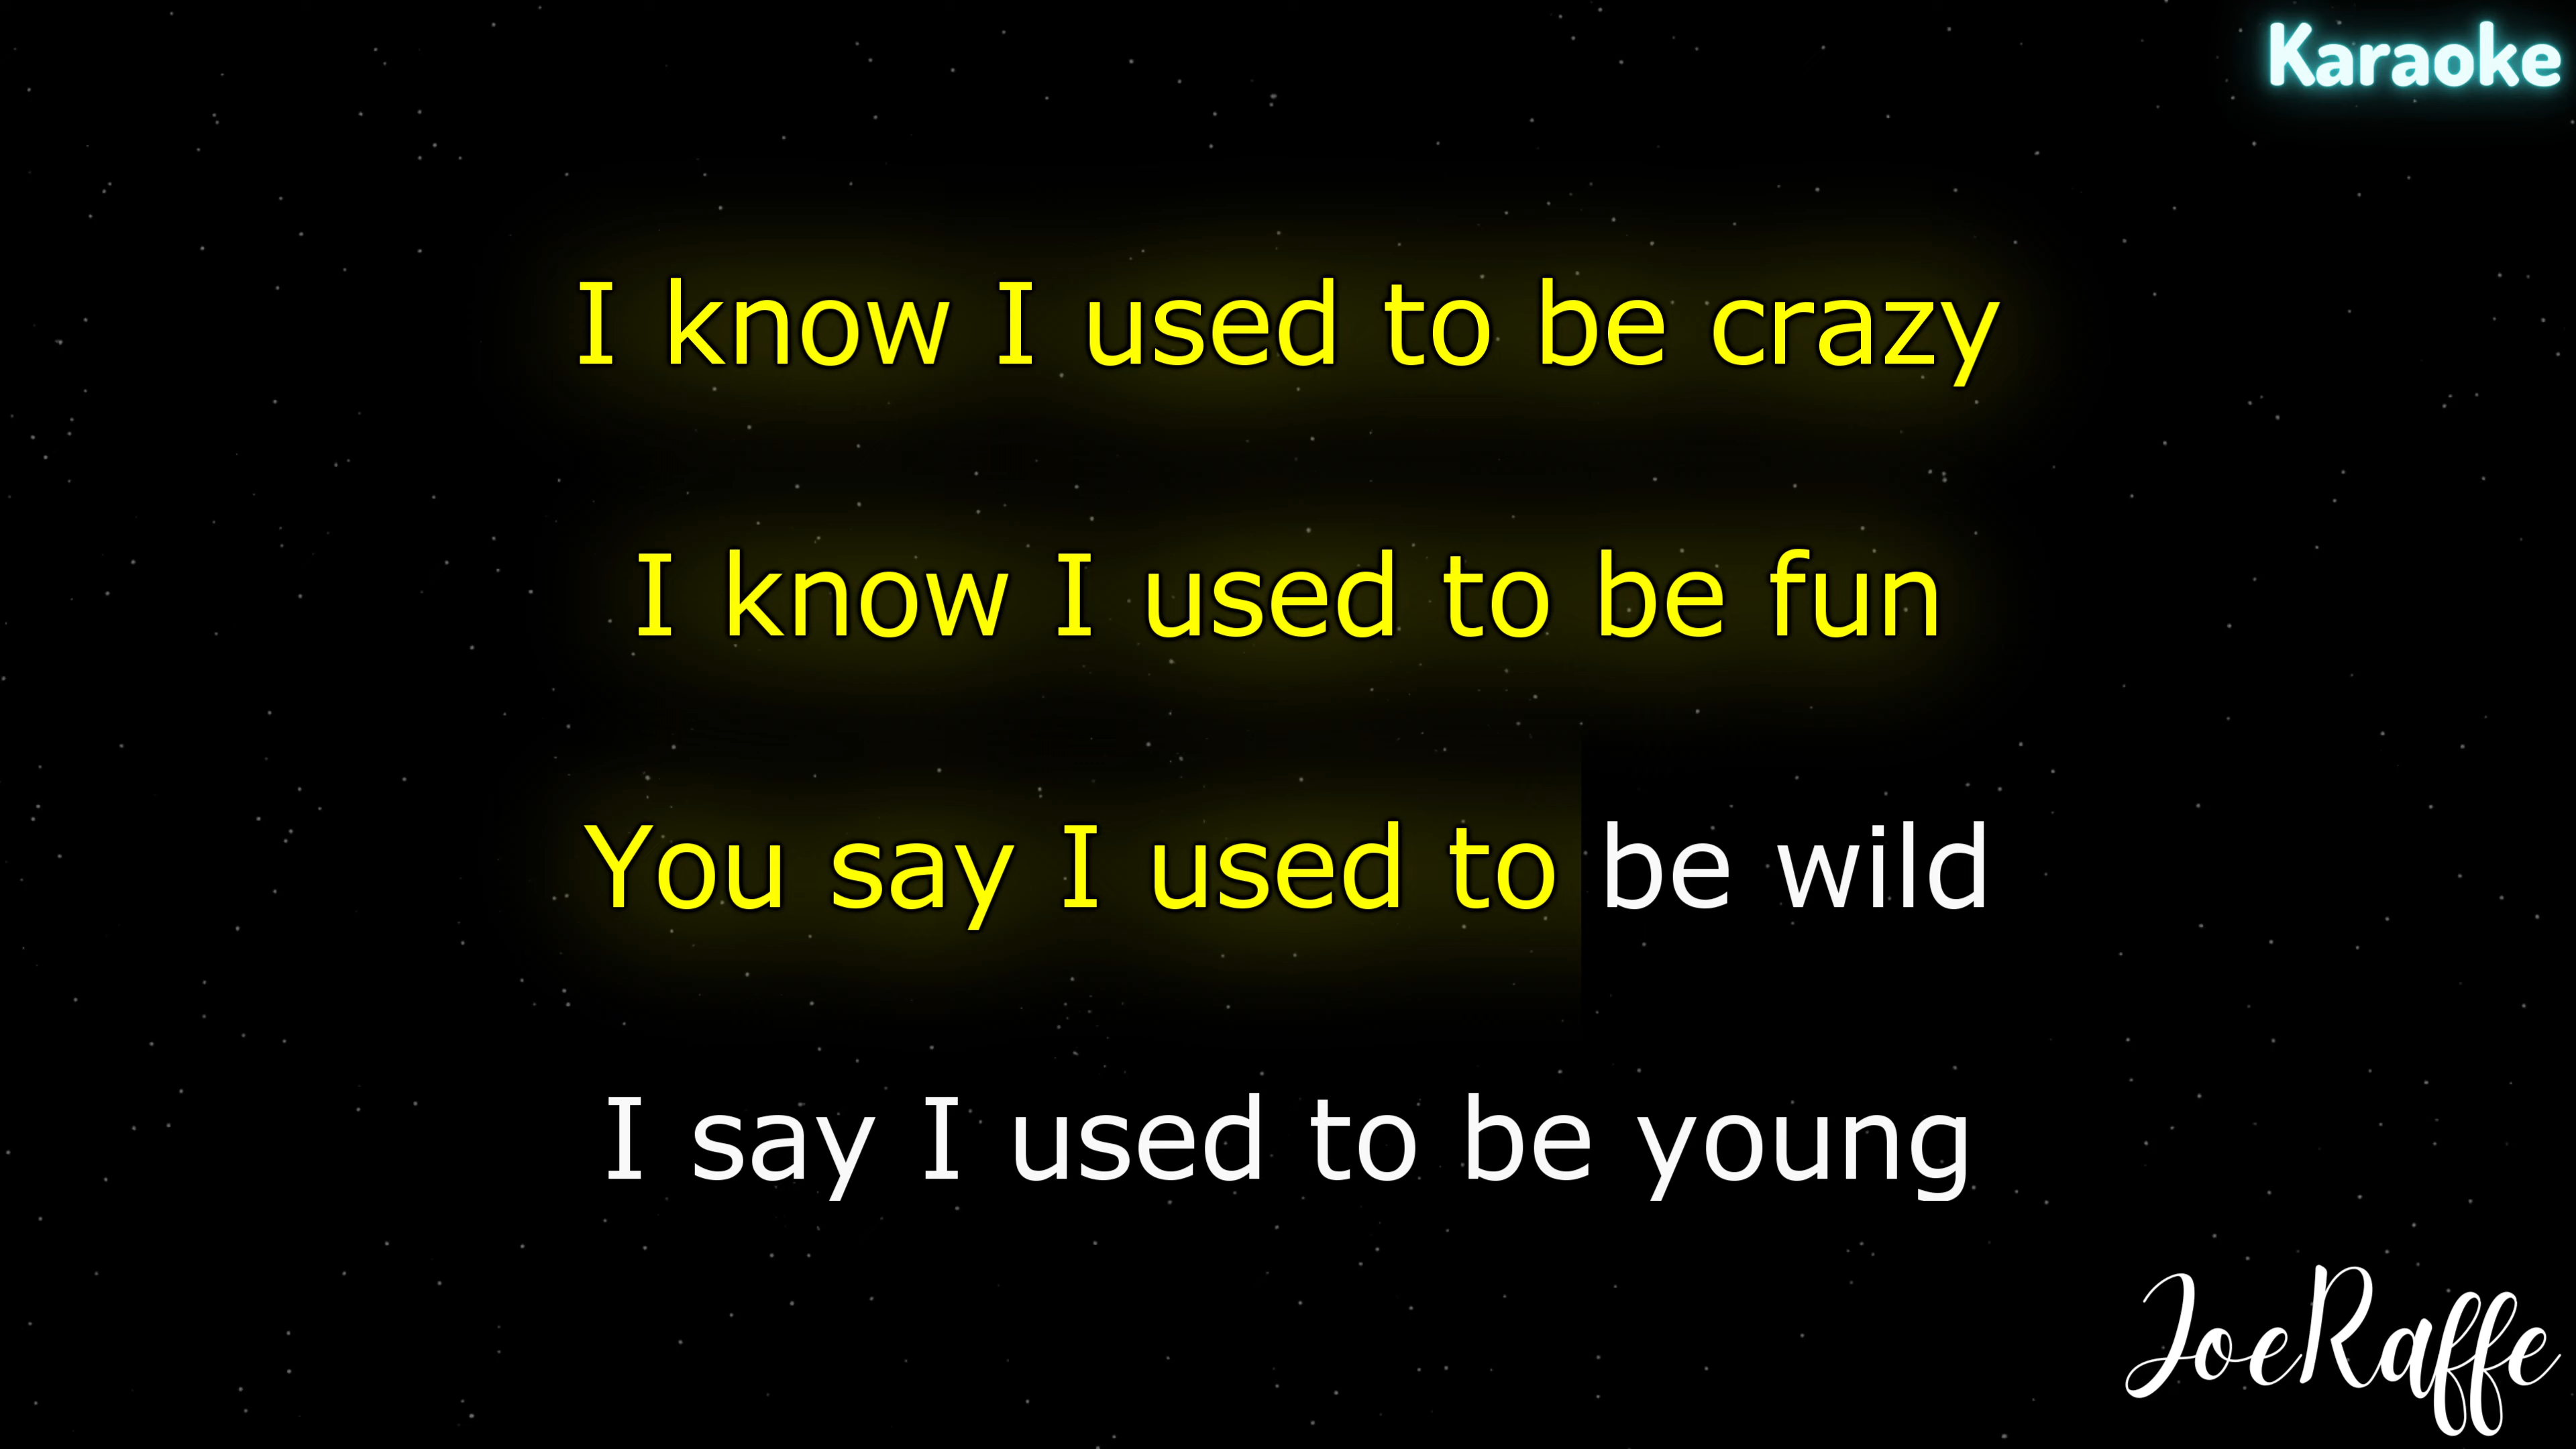 Karaoke
I know I used to be crazy
I know I used to be fun
You say I used to be wild
I say I used to be young
JoeRaffe